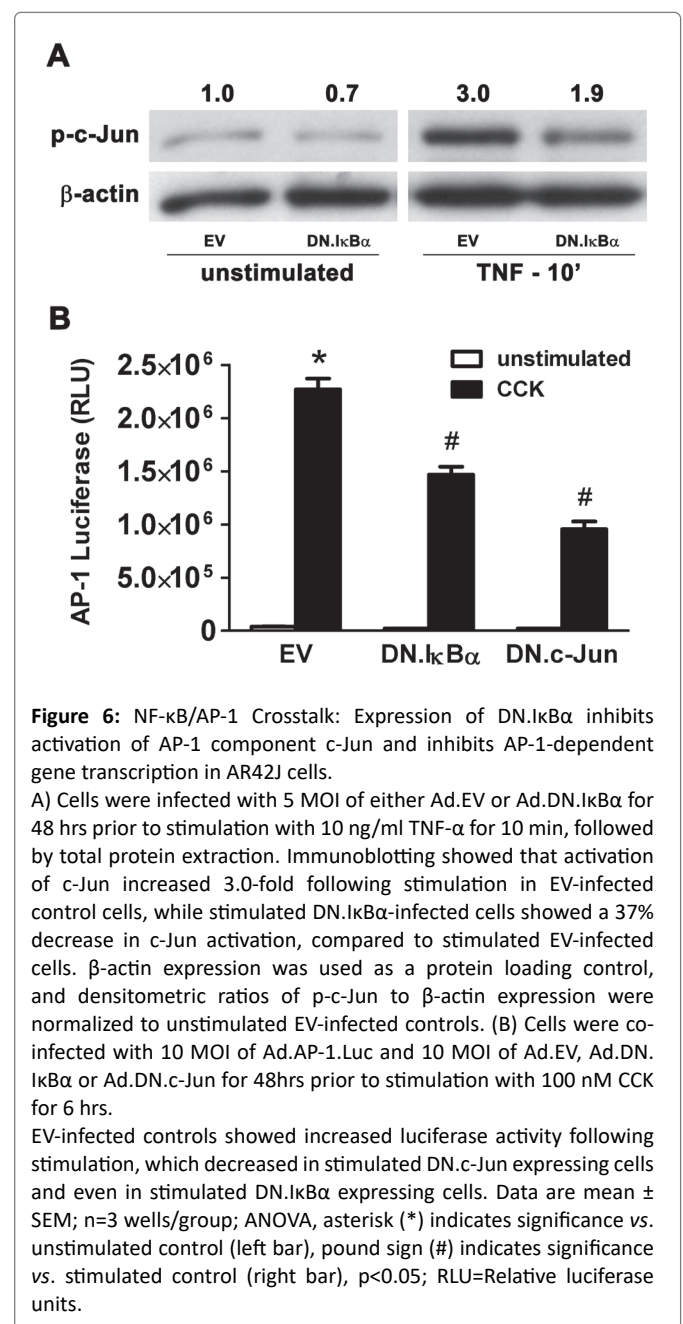 A
1.0 0.7 3.0 1.9
p-c-Jun
β-actin
EV DN.IκBα EV DN.IκBα
unstimulated TNF - 10’
B
AP-1 Luciferase (RLU)
2.5×10⁶
2.0×10⁶
1.5×10⁶
1.0×10⁶
5.0×10⁵
0
*
#
#
unstimulated
CCK
EV DN.IκBα DN.c-Jun
Figure 6: NF-κB/AP-1 Crosstalk: Expression of DN.IκBα inhibits
activation of AP-1 component c-Jun and inhibits AP-1-dependent
gene transcription in AR42J cells.
A) Cells were infected with 5 MOI of either Ad.EV or Ad.DN.IκBα for
48 hrs prior to stimulation with 10 ng/ml TNF-α for 10 min, followed
by total protein extraction. Immunoblotting showed that activation
of c-Jun increased 3.0-fold following stimulation in EV-infected
control cells, while stimulated DN.IκBα-infected cells showed a 37%
decrease in c-Jun activation, compared to stimulated EV-infected
cells. β-actin expression was used as a protein loading control,
and densitometric ratios of p-c-Jun to β-actin expression were
normalized to unstimulated EV-infected controls. (B) Cells were co-
infected with 10 MOI of Ad.AP-1.Luc and 10 MOI of Ad.EV, Ad.DN.
IκBα or Ad.DN.c-Jun for 48hrs prior to stimulation with 100 nM CCK
for 6 hrs.
EV-infected controls showed increased luciferase activity following
stimulation, which decreased in stimulated DN.c-Jun expressing cells
and even in stimulated DN.IκBα expressing cells. Data are mean ±
SEM; n=3 wells/group; ANOVA, asterisk (*) indicates significance vs.
unstimulated control (left bar), pound sign (#) indicates significance
vs. stimulated control (right bar), p<0.05; RLU=Relative luciferase
units.